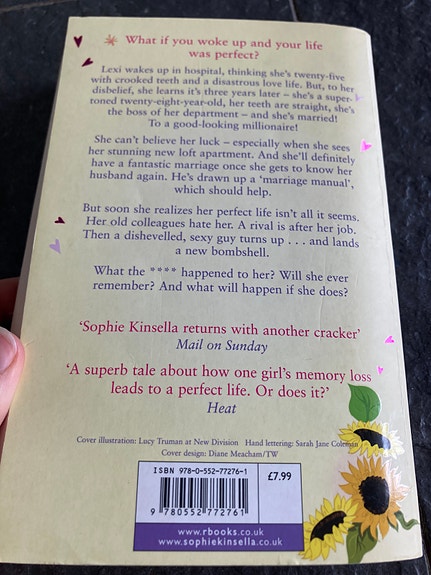 What if you woke up and your life
was perfect?
Lexi wakes up in hospital, thinking she's twenty-five
with crooked teeth and a disastrous love life. But, to her
disbelief, she learns it's three years later – she's a super-
toned twenty-eight-year-old, her teeth are straight, she's
the boss of her department – and she's married!
To a good-looking millionaire!
She can't believe her luck – especially when she sees
her stunning new loft apartment. And she'll definitely
have a fantastic marriage once she gets to know her
husband again. He's drawn up a 'marriage manual',
which should help.
But soon she realizes her perfect life isn't all it seems.
Her old colleagues hate her. A rival is after her job.
Then a dishevelled, sexy guy turns up . . . and lands
a new bombshell.
What the **** happened to her? Will she ever
remember? And what will happen if she does?
'Sophie Kinsella returns with another cracker'
Mail on Sunday
'A superb tale about how one girl's memory loss
leads to a perfect life. Or does it?'
Heat
Cover illustration: Lucy Truman at New Division Hand lettering: Sarah Jane Coleman
Cover design: Diane Meacham/TW
ISBN 978-0-552-77276-1
£7.99
9 780552 772761
www.rbooks.co.uk
www.sophiekinsella.co.uk